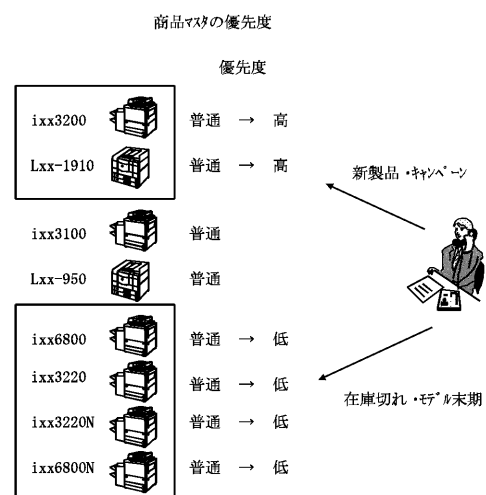 商品ﾏｽﾀの優先度
優先度
ixx3200 普通 → 高
Lxx-1910 普通 → 高
新製品・ｷｬﾝﾍﾟｰﾝ
ixx3100 普通
Lxx-950 普通
ixx6800 普通 → 低
ixx3220 普通 → 低
在庫切れ・ﾓﾃﾞﾙ末期
ixx3220N 普通 → 低
ixx6800N 普通 → 低